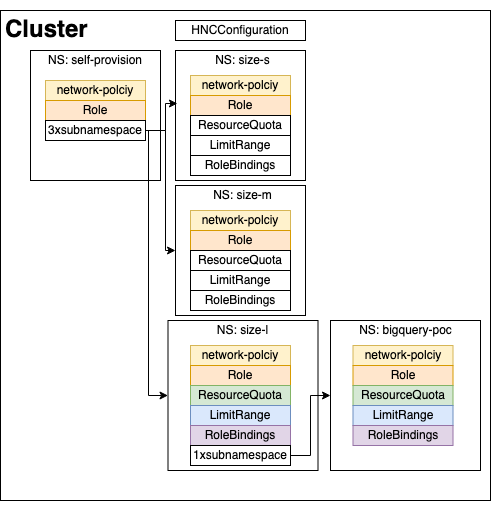 Cluster
HNCConfiguration
NS: self-provision
network-polciy
Role
3xsubnamespace
NS: size-s
network-polciy
Role
ResourceQuota
LimitRange
RoleBindings
NS: size-m
network-polciy
Role
ResourceQuota
LimitRange
RoleBindings
NS: size-l
network-polciy
Role
ResourceQuota
LimitRange
RoleBindings
1xsubnamespace
NS: bigquery-poc
network-polciy
Role
ResourceQuota
LimitRange
RoleBindings